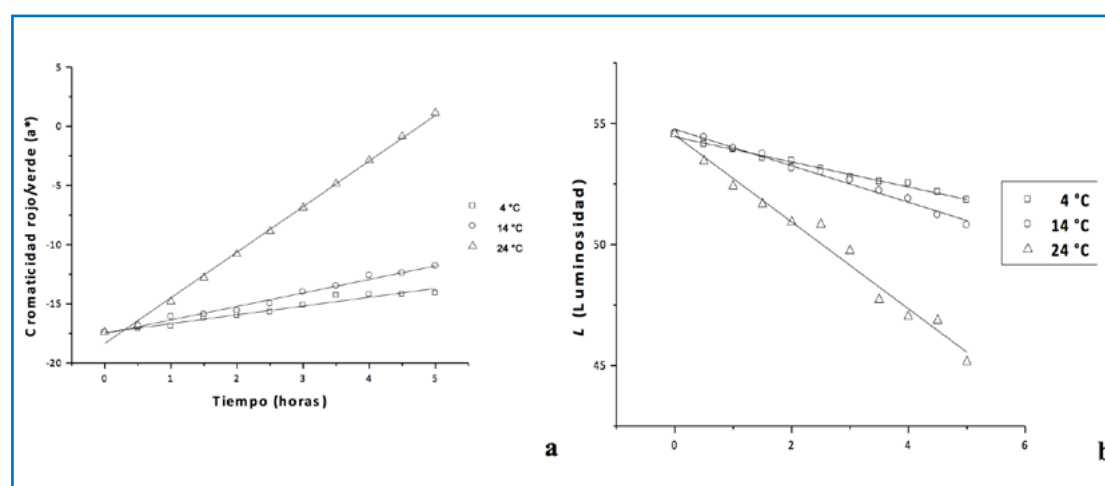 Cromaticidad rojo/verde (a*)
5
0
-5
-10
-15
-20
0 1 2 3 4 5
Tiempo (horas)
4 °C
14 °C
24 °C
a
L (Luminosidad)
55
50
45
0 2 4 6
4 °C
14 °C
24 °C
b